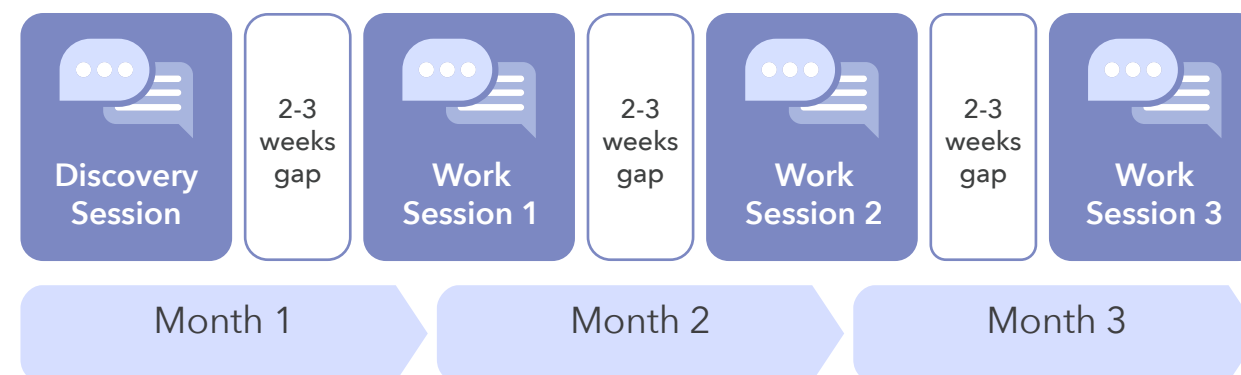 Discovery
Session
2-3
weeks
gap
Work
Session 1
2-3
weeks
gap
Work
Session 2
2-3
weeks
gap
Work
Session 3
Month 1
Month 2
Month 3